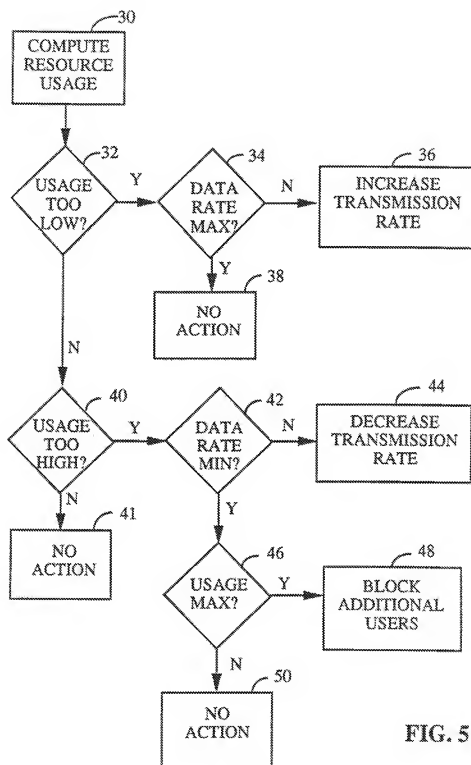 30
COMPUTE
RESOURCE
USAGE
32
USAGE
TOO
LOW?
Y
34
DATA
RATE
MAX?
N
36
INCREASE
TRANSMISSION
RATE
Y
38
NO
ACTION
N
40
USAGE
TOO
HIGH?
Y
42
DATA
RATE
MIN?
N
44
DECREASE
TRANSMISSION
RATE
N
41
NO
ACTION
Y
46
USAGE
MAX?
Y
48
BLOCK
ADDITIONAL
USERS
N
50
NO
ACTION
FIG. 5